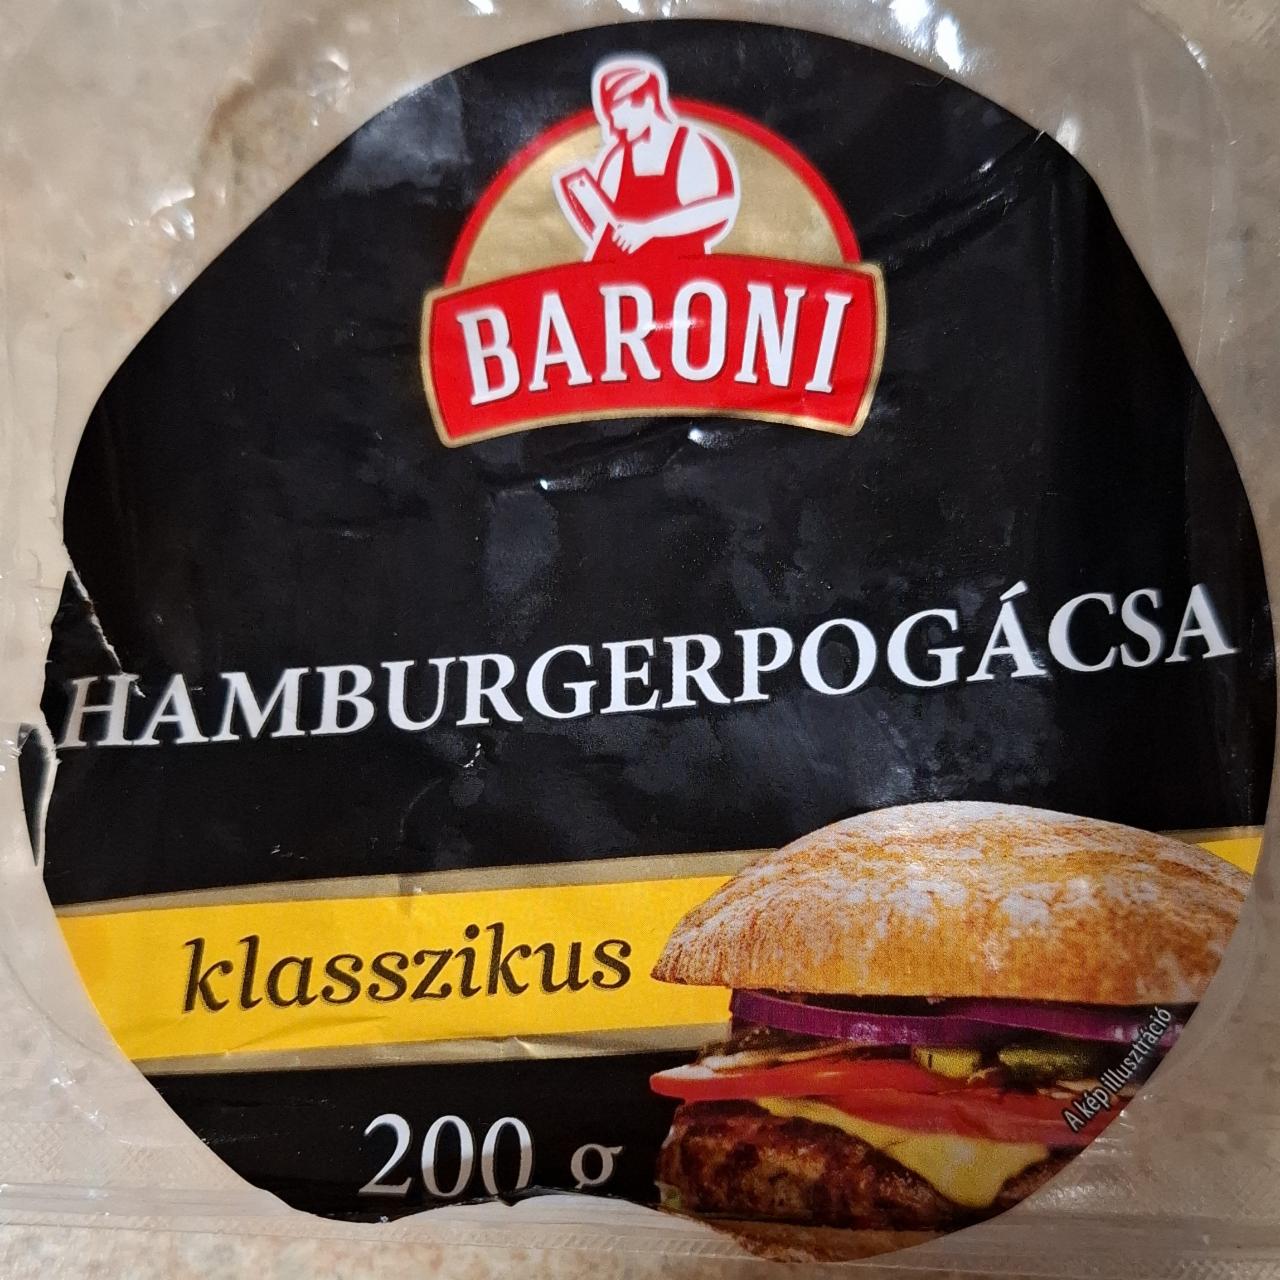 BARONI
HAMBURGERPOGÁCSA
klasszikus
200 g
A kép illusztráció